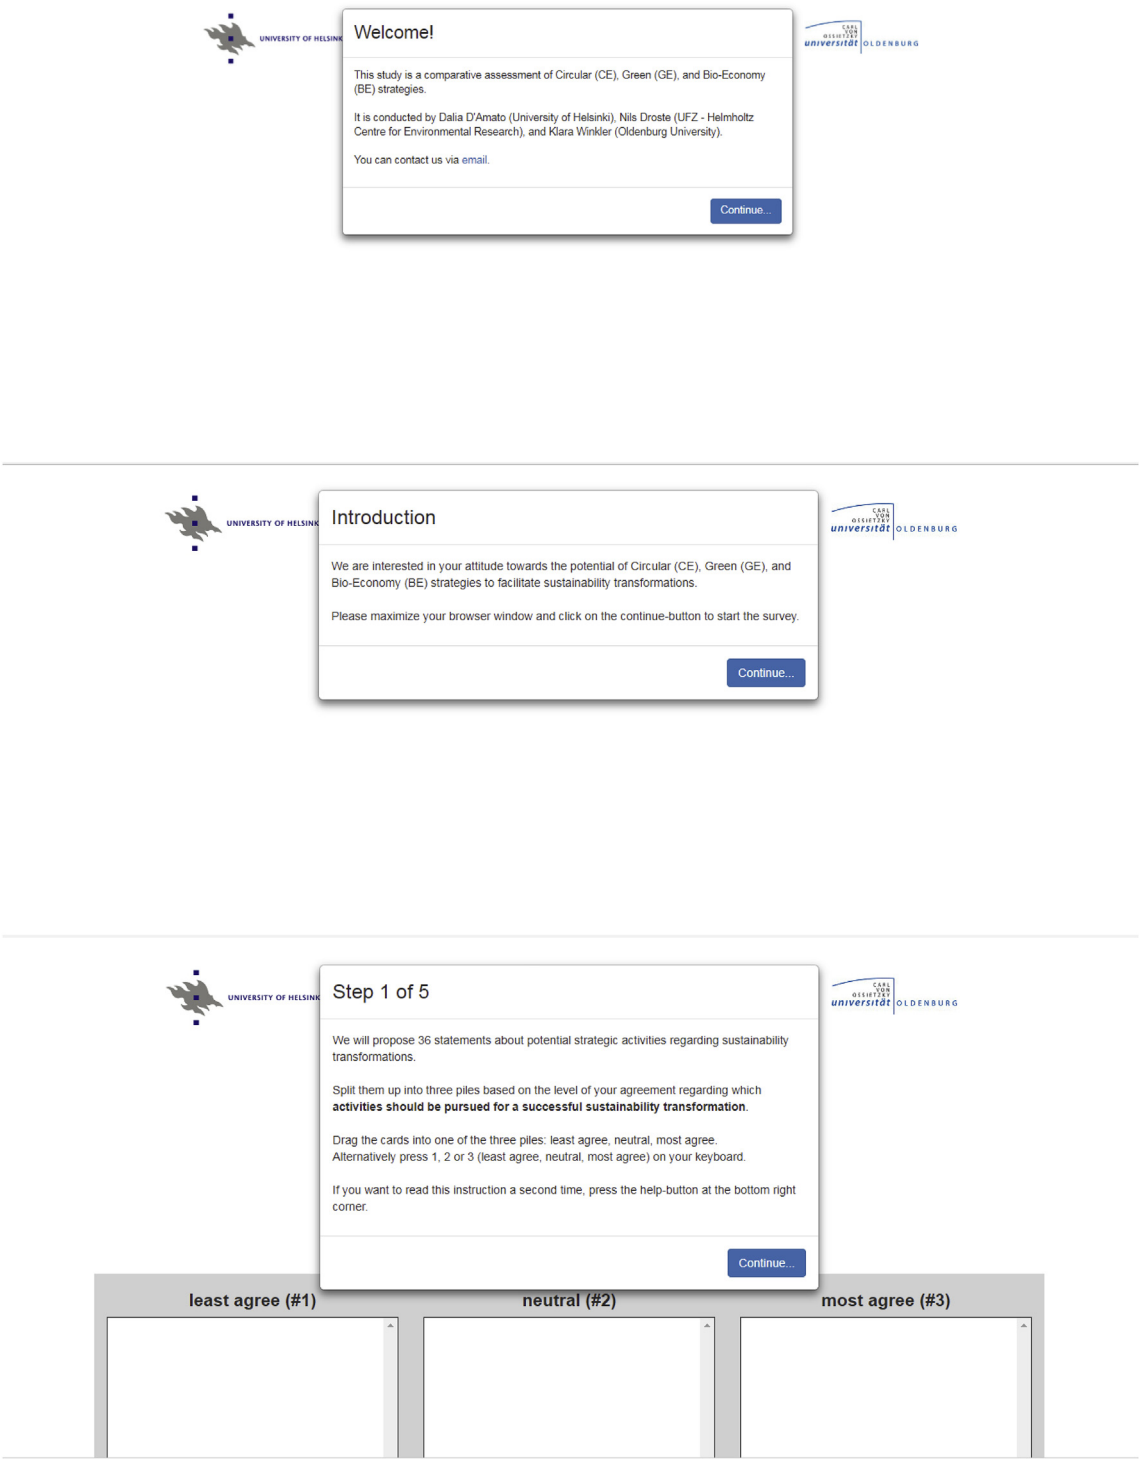 UNIVERSITY OF HELSINK
Welcome!
CARL
VON
OSSIETZKY
universität OLDENBURG
This study is a comparative assessment of Circular (CE), Green (GE), and Bio-Economy
(BE) strategies.
It is conducted by Dalia D'Amato (University of Helsinki), Nils Droste (UFZ - Helmholtz
Centre for Environmental Research), and Klara Winkler (Oldenburg University).
You can contact us via email.
Continue...
UNIVERSITY OF HELSINK
Introduction
CARL
VON
OSSIETZKY
universität OLDENBURG
We are interested in your attitude towards the potential of Circular (CE), Green (GE), and
Bio-Economy (BE) strategies to facilitate sustainability transformations.
Please maximize your browser window and click on the continue-button to start the survey.
Continue...
UNIVERSITY OF HELSINK
Step 1 of 5
CARL
VON
OSSIETZKY
universität OLDENBURG
We will propose 36 statements about potential strategic activities regarding sustainability
transformations.
Split them up into three piles based on the level of your agreement regarding which
activities should be pursued for a successful sustainability transformation.
Drag the cards into one of the three piles: least agree, neutral, most agree.
Alternatively press 1, 2 or 3 (least agree, neutral, most agree) on your keyboard.
If you want to read this instruction a second time, press the help-button at the bottom right
corner.
Continue...
least agree (#1)
neutral (#2)
most agree (#3)